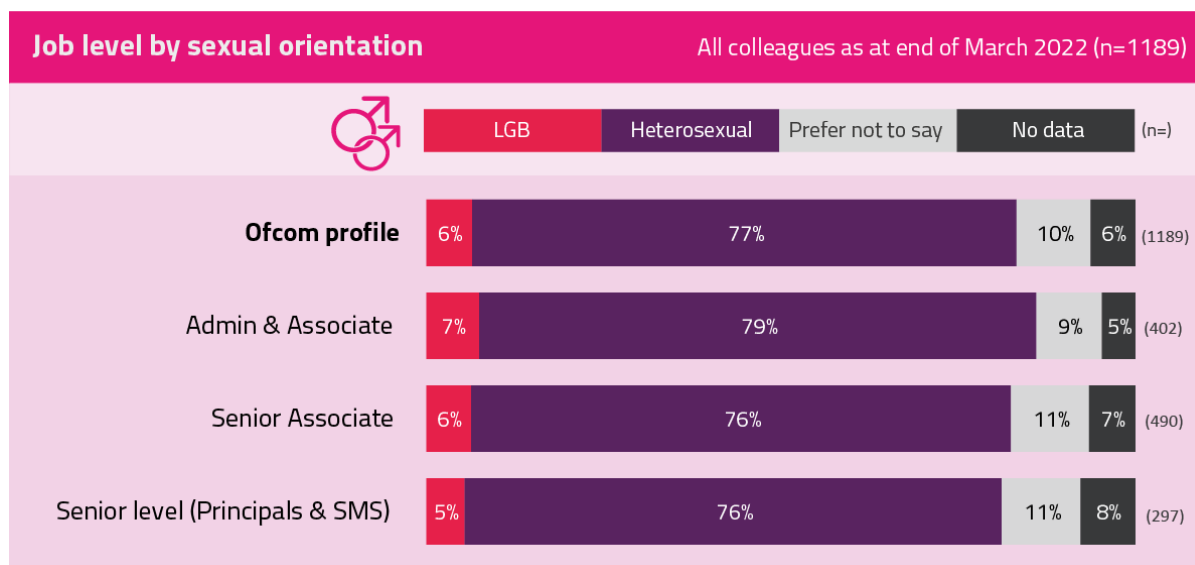 Job level by sexual orientation All colleagues as at end of March 2022 (n=1189)
LGB Heterosexual Prefer not to say No data (n=)
Ofcom profile 6% 77% 10% 6% (1189)
Admin & Associate 7% 79% 9% 5% (402)
Senior Associate 6% 76% 11% 7% (490)
Senior level (Principals & SMS) 5% 76% 11% 8% (297)